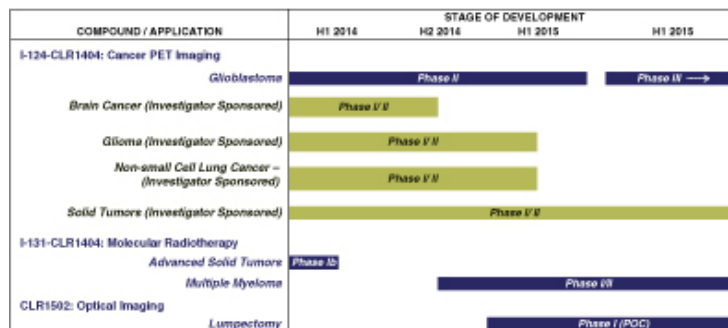 STAGE OF DEVELOPMENT
COMPOUND / APPLICATION H1 2014 H2 2014 H1 2015 H1 2015
I-124-CLR1404: Cancer PET Imaging
Glioblastoma Phase II Phase III
Brain Cancer (Investigator Sponsored) Phase I/ II
Glioma (Investigator Sponsored) Phase I/ II
Non-small Cell Lung Cancer –
(Investigator Sponsored) Phase I/ II
Solid Tumors (Investigator Sponsored) Phase I/ II
I-131-CLR1404: Molecular Radiotherapy
Advanced Solid Tumors Phase Ib
Multiple Myeloma Phase I/II
CLR1502: Optical Imaging
Lumpectomy Phase I (POC)